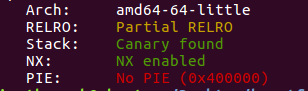 Arch: amd64-64-little
RELRO: Partial RELRO
Stack: Canary found
NX: NX enabled
PIE: No PIE (0x400000)